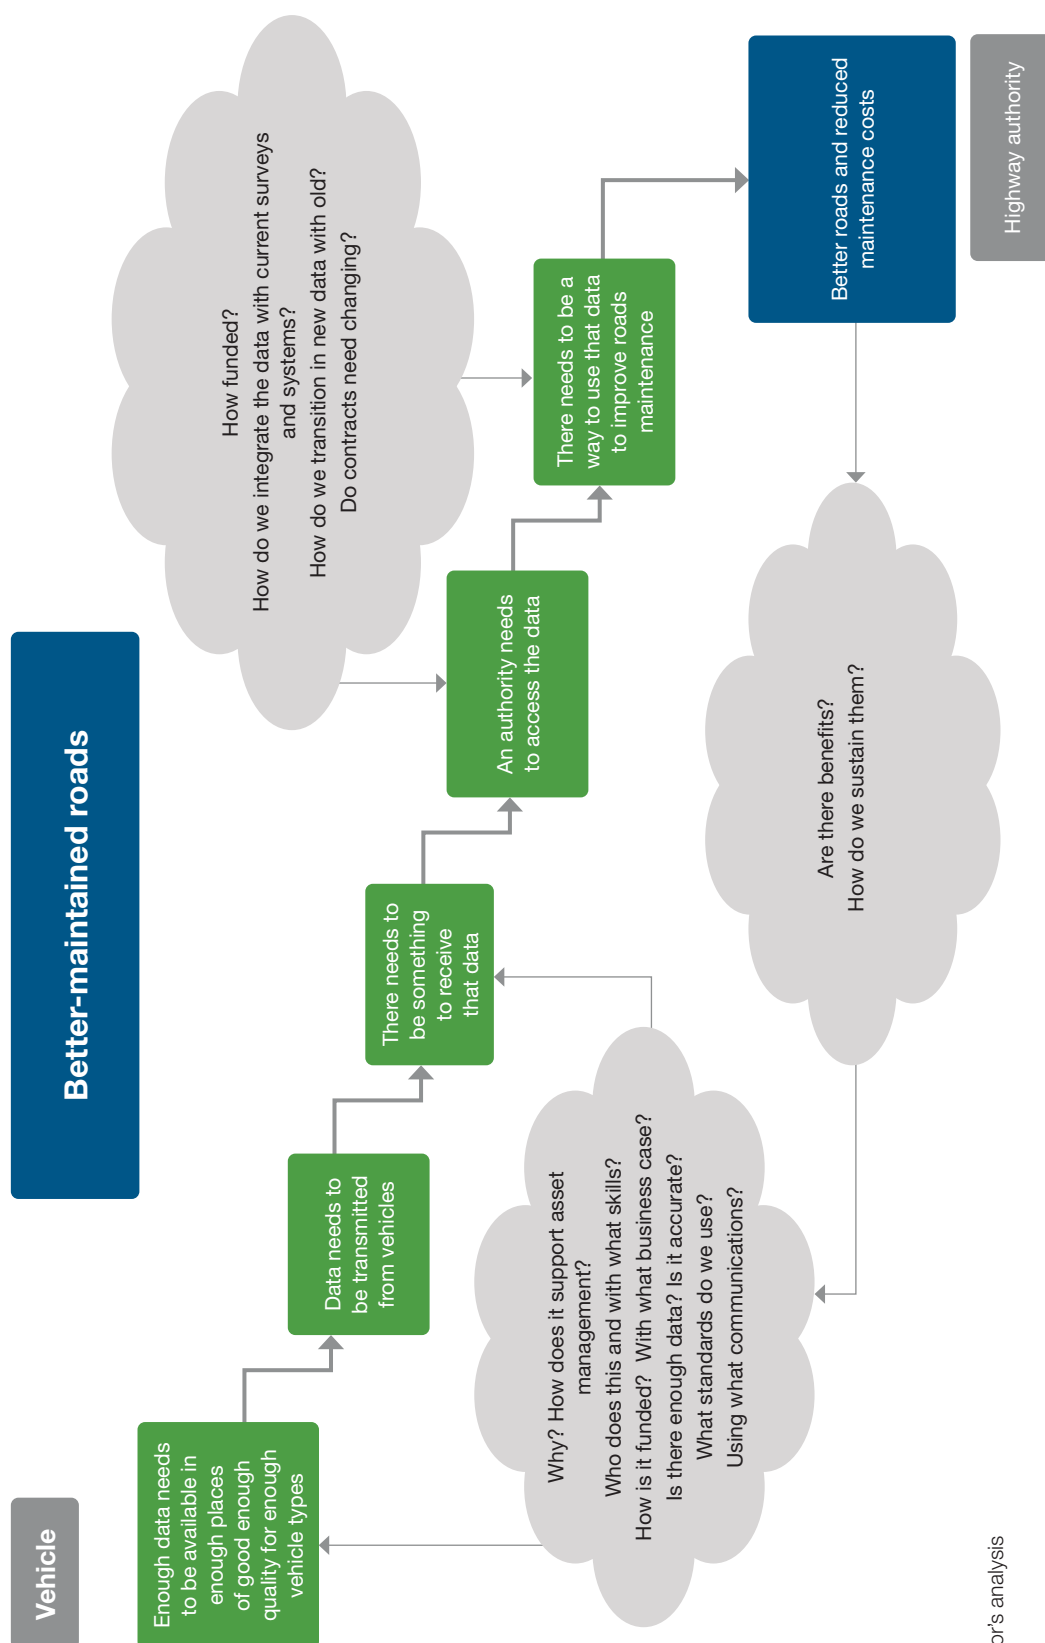 Better-maintained roads
Vehicle
Enough data needs
to be available in
enough places
of good enough
quality for enough
vehicle types
Data needs to
be transmitted
from vehicles
There needs to
be something
to receive
that data
An authority needs
to access the data
There needs to be a
way to use that data
to improve roads
maintenance
Better roads and reduced
maintenance costs
Highway authority
How funded?
How do we integrate the data with current surveys
and systems?
How do we transition in new data with old?
Do contracts need changing?
Why? How does it support asset
management?
Who does this and with what skills?
How is it funded? With what business case?
Is there enough data? Is it accurate?
What standards do we use?
Using what communications?
Are there benefits?
How do we sustain them?
or's analysis